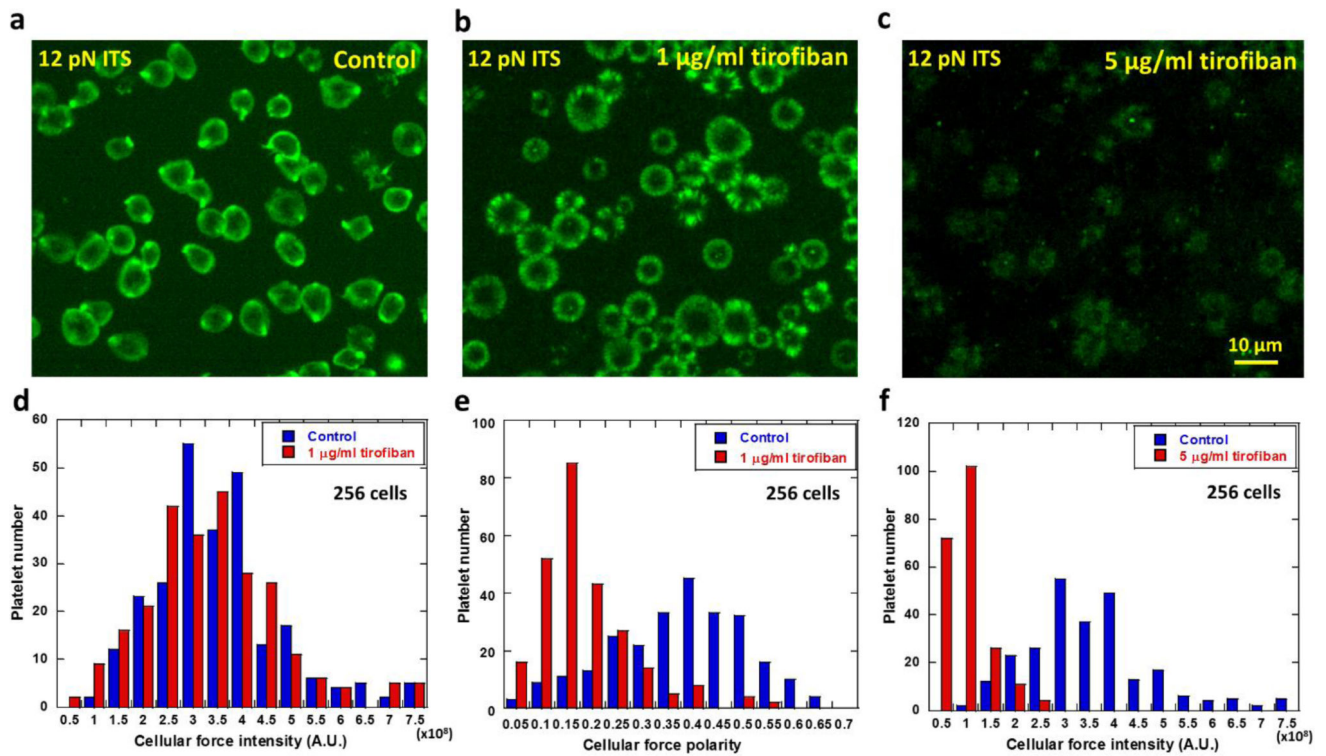 a
12 pN ITS
Control
b
12 pN ITS
1 μg/ml tirofiban
c
12 pN ITS
5 μg/ml tirofiban
10 μm
d
60
50
40
30
20
10
0
Platelet number
Control
1 μg/ml tirofiban
256 cells
0.5 1 1.5 2 2.5 3 3.5 4 4.5 5 5.5 6 6.5 7 7.5
(x10⁸)
Cellular force intensity (A.U.)
e
100
80
60
40
20
0
Platelet number
Control
1 μg/ml tirofiban
256 cells
0.05 0.1 0.15 0.2 0.25 0.3 0.35 0.4 0.45 0.5 0.55 0.6 0.65 0.7
Cellular force polarity
f
120
100
80
60
40
20
0
Platelet number
Control
5 μg/ml tirofiban
256 cells
0.5 1 1.5 2 2.5 3 3.5 4 4.5 5 5.5 6 6.5 7 7.5
(x10⁸)
Cellular force intensity (A.U.)